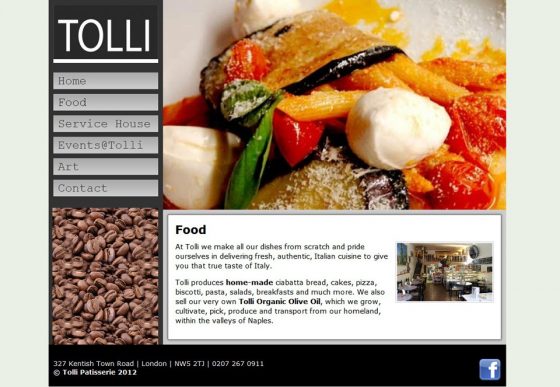 TOLLI
Home
Food
Service House
Events@Tolli
Art
Contact
Food
At Tolli we make all our dishes from scratch and pride
ourselves in delivering fresh, authentic, Italian cuisine to give
you that true taste of Italy.
Tolli produces home-made ciabatta bread, cakes, pizza,
biscotti, pasta, salads, breakfasts and much more. We also
sell our very own Tolli Organic Olive Oil, which we grow,
cultivate, pick, produce and transport from our homeland,
within the valleys of Naples.
327 Kentish Town Road | London | NW5 2TJ | 0207 267 0911
© Tolli Patisserie 2012
f